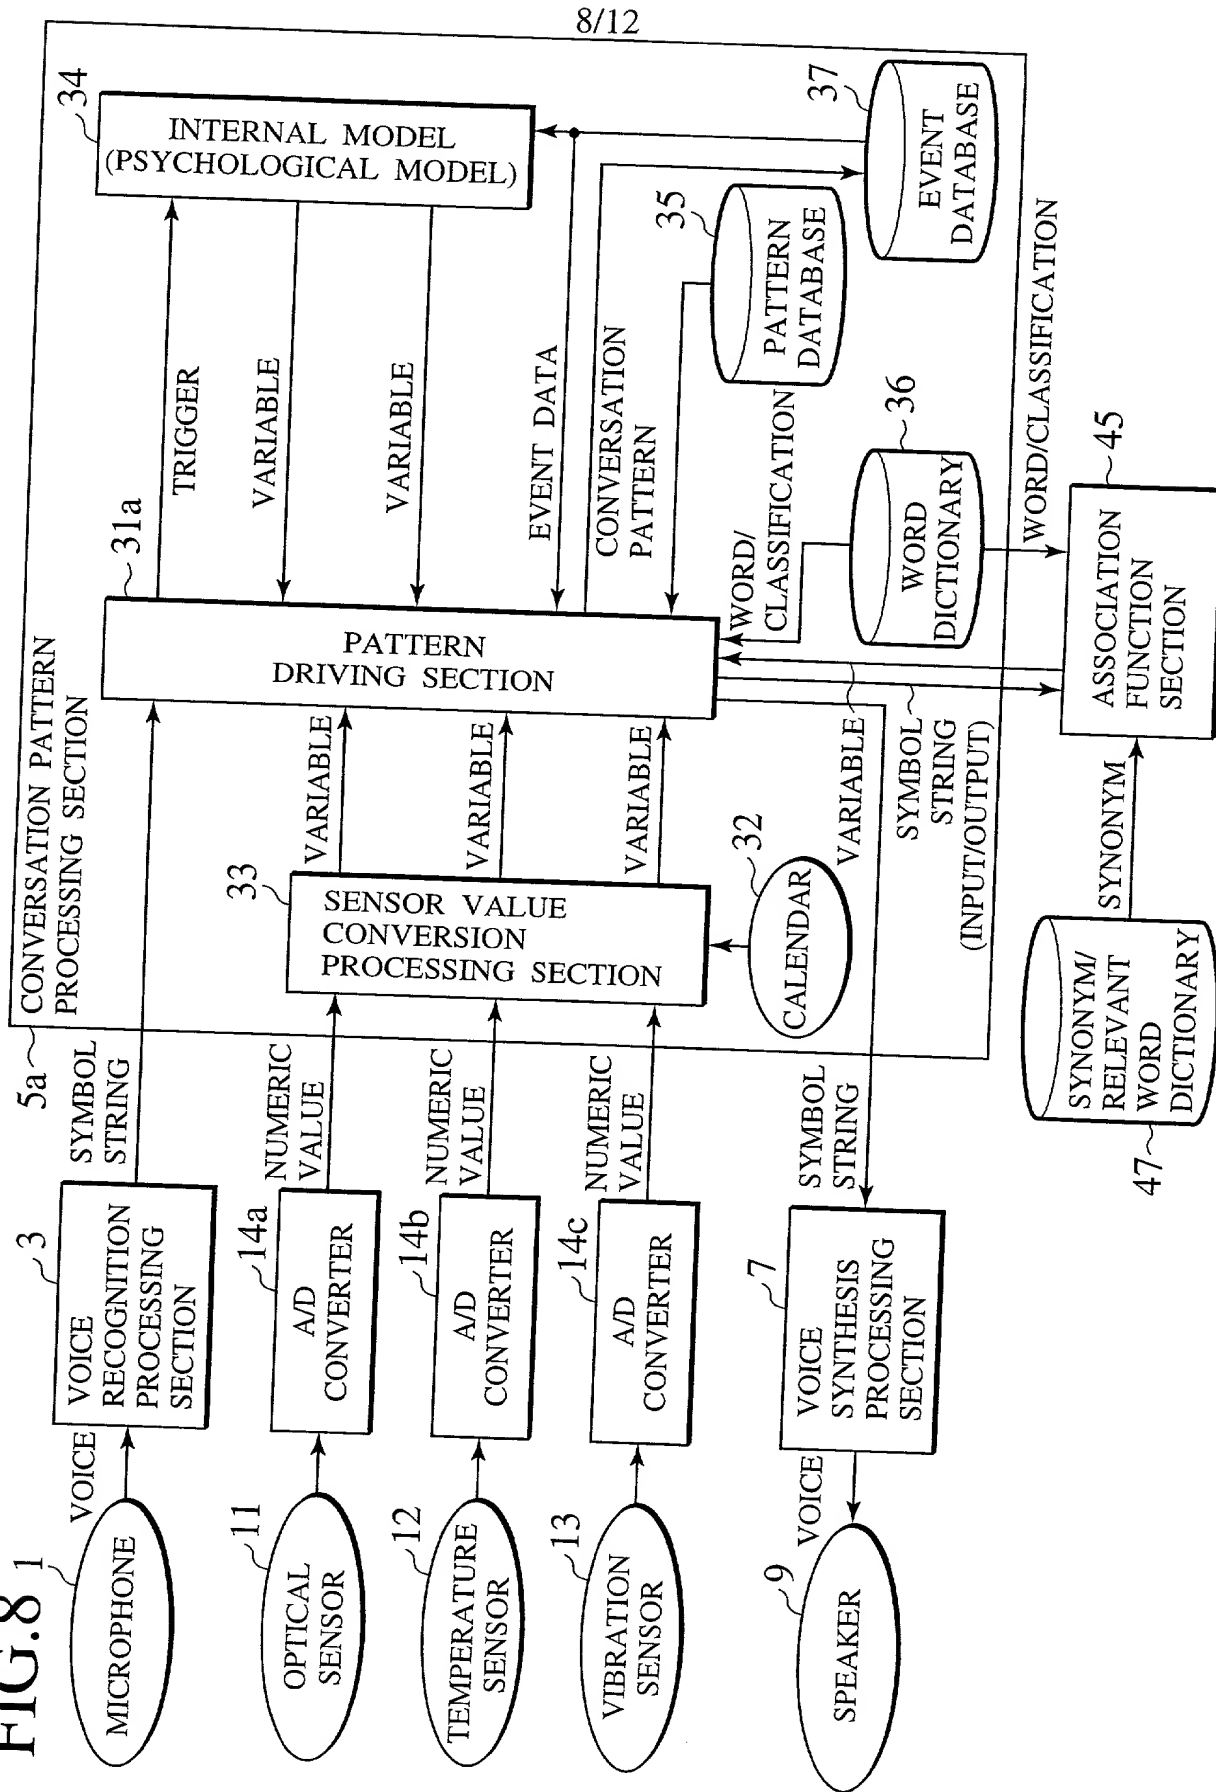 8/12
FIG.8
1
MICROPHONE
VOICE
3
VOICE
RECOGNITION
PROCESSING
SECTION
SYMBOL
STRING
5a
CONVERSATION PATTERN
PROCESSING SECTION
11
OPTICAL
SENSOR
14a
A/D
CONVERTER
NUMERIC
VALUE
12
TEMPERATURE
SENSOR
14b
A/D
CONVERTER
NUMERIC
VALUE
13
VIBRATION
SENSOR
14c
A/D
CONVERTER
NUMERIC
VALUE
33
SENSOR VALUE
CONVERSION
PROCESSING SECTION
VARIABLE
VARIABLE
VARIABLE
32
CALENDAR
31a
PATTERN
DRIVING SECTION
TRIGGER
VARIABLE
VARIABLE
34
INTERNAL MODEL
(PSYCHOLOGICAL MODEL)
EVENT DATA
CONVERSATION
PATTERN
35
PATTERN
DATABASE
37
EVENT
DATABASE
WORD/
CLASSIFICATION
36
WORD
DICTIONARY
WORD/CLASSIFICATION
VARIABLE
SYMBOL
STRING
(INPUT/OUTPUT)
45
ASSOCIATION
FUNCTION
SECTION
SYNONYM
47
SYNONYM/
RELEVANT
WORD
DICTIONARY
SYMBOL
STRING
7
VOICE
SYNTHESIS
PROCESSING
SECTION
VOICE
9
SPEAKER